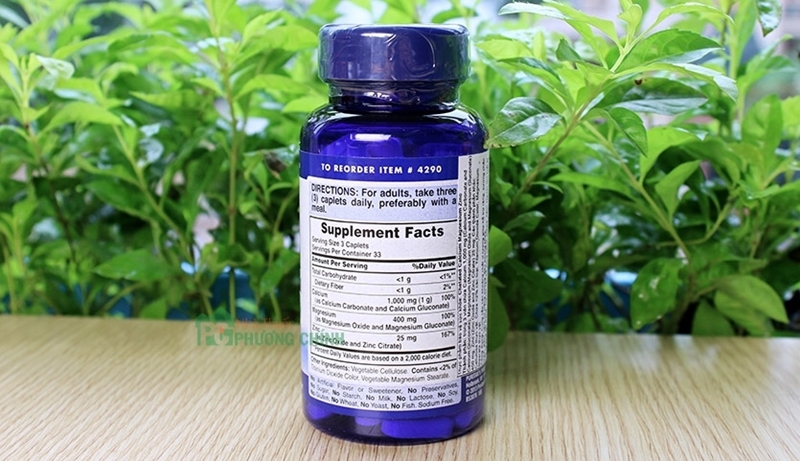 TO REORDER ITEM # 4290
DIRECTIONS: For adults, take three
(3) caplets daily, preferably with a
meal.
Supplement Facts
Serving Size 3 Caplets
Servings Per Container 33
Amount Per Serving %Daily Value
Total Carbohydrate <1 g <1%**
Dietary Fiber <1 g 2%**
Calcium 1,000 mg (1 g) 100%
(as Calcium Carbonate and Calcium Gluconate)
Magnesium 400 mg 100%
(as Magnesium Oxide and Magnesium Gluconate)
Zinc 25 mg 167%
Oxide and Zinc Citrate)
Percent Daily Values are based on a 2,000 calorie diet.
Other Ingredients: Vegetable Cellulose. Contains <2% of
Titanium Dioxide Color, Vegetable Magnesium Stearate.
No Artificial Flavor or Sweetener, No Preservatives,
No Sugar, No Starch, No Milk, No Lactose, No Soy,
No Gluten, No Wheat, No Yeast, No Fish. Sodium Free.
PHƯƠNG CHINH